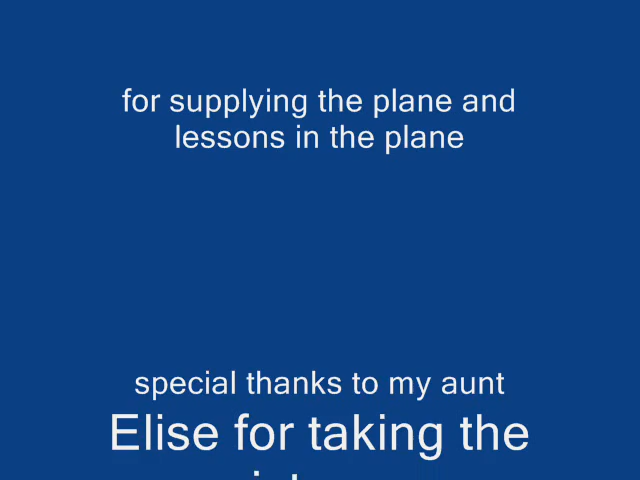 for supplying the plane and
lessons in the plane
special thanks to my aunt
Elise for taking the